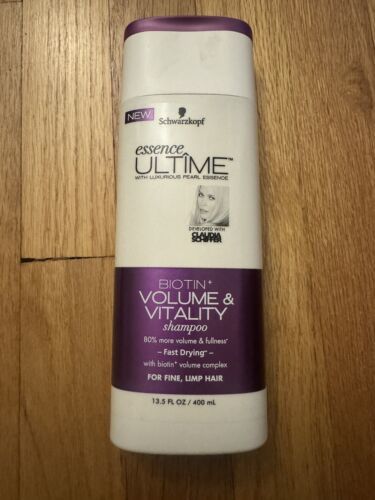 NEW
Schwarzkopf
essence
ULTÎME™
WITH LUXURIOUS PEARL ESSENCE
DEVELOPED WITH
CLAUDIA
SCHIFFER
BIOTIN+
VOLUME &
VITALITY
shampoo
80% more volume & fullness*
– Fast Drying** –
with biotin+ volume complex
FOR FINE, LIMP HAIR
13.5 FL OZ / 400 mL